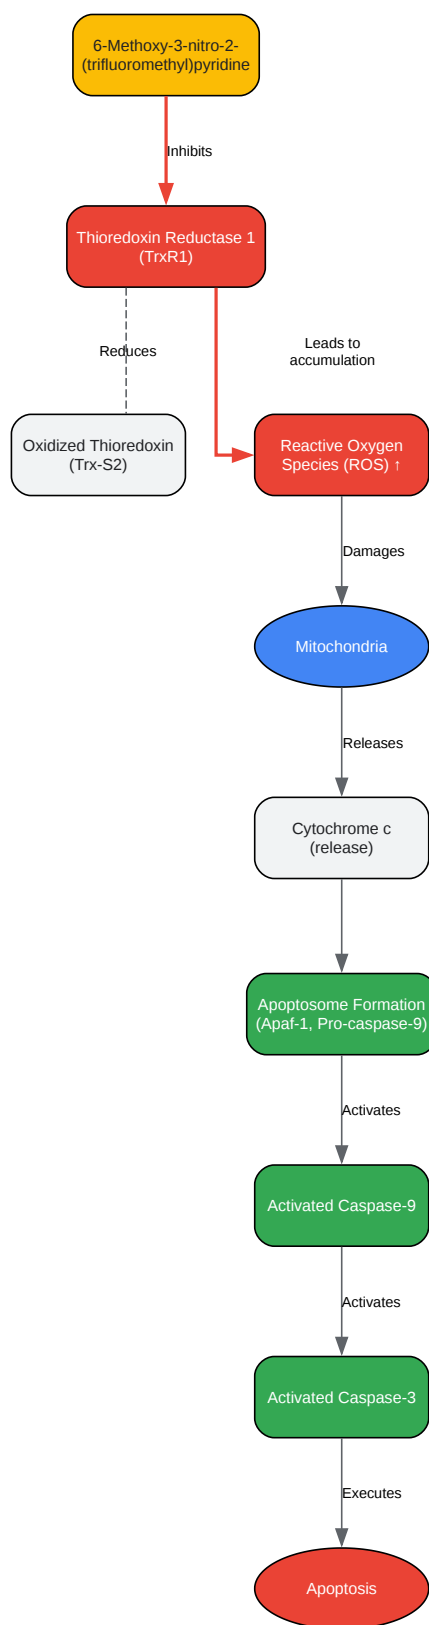 6-Methoxy-3-nitro-2-
(trifluoromethyl)pyridine
Inhibits
Thioredoxin Reductase 1
(TrxR1)
Reduces
Leads to
accumulation
Oxidized Thioredoxin
(Trx-S2)
Reactive Oxygen
Species (ROS) ↑
Damages
Mitochondria
Releases
Cytochrome c
(release)
Apoptosome Formation
(Apaf-1, Pro-caspase-9)
Activates
Activated Caspase-9
Activates
Activated Caspase-3
Executes
Apoptosis